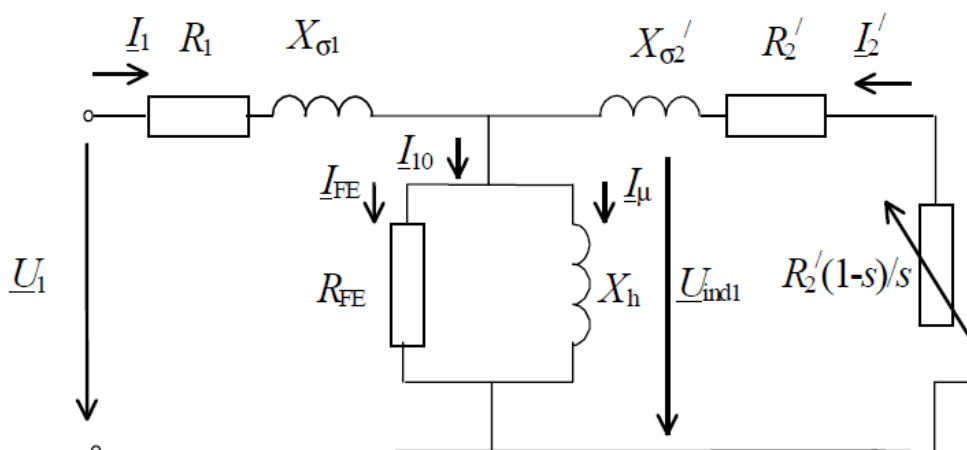 I1 R1 Xσ1 Xσ2′ R2′ I2′
I10
IFE Iμ
U1 RFE Xh Uind1 R2′(1-s)/s